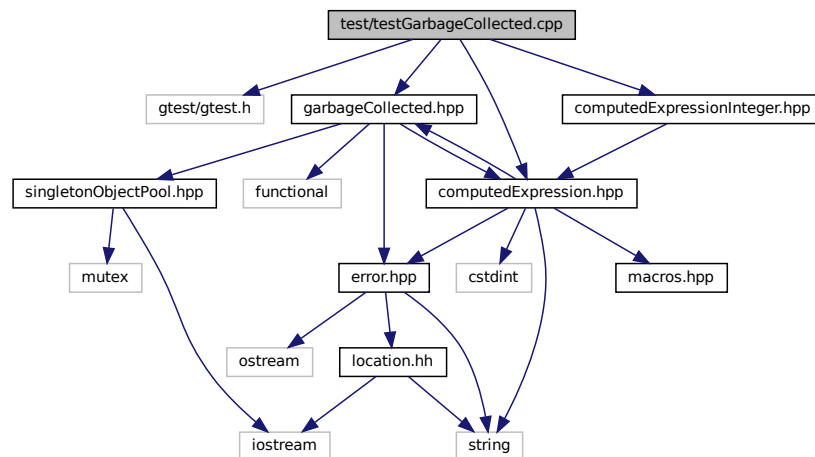 test/testGarbageCollected.cpp
gtest/gtest.h
garbageCollected.hpp
computedExpressionInteger.hpp
singletonObjectPool.hpp
functional
computedExpression.hpp
mutex
error.hpp
cstdint
macros.hpp
ostream
location.hh
iostream
string